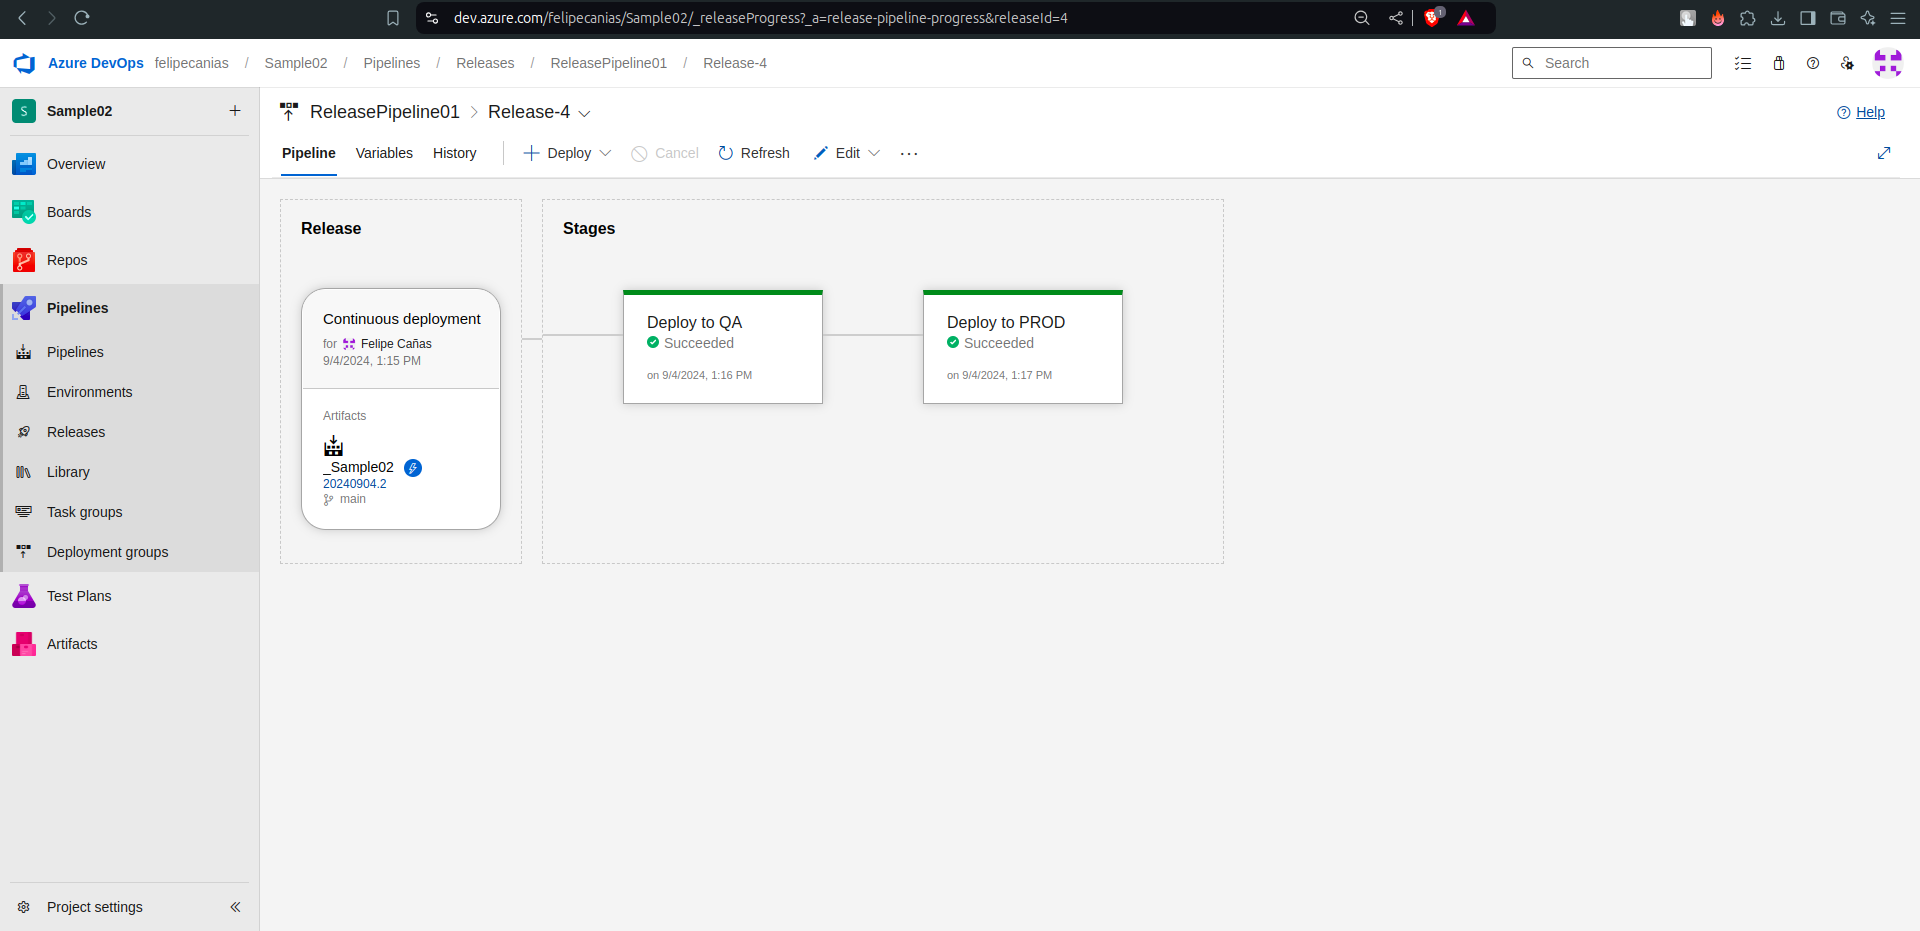 dev.azure.com/felipecanias/Sample02/_releaseProgress?_a=release-pipeline-progress&releaseId=4
1
Azure DevOps felipecanias / Sample02 / Pipelines / Releases / ReleasePipeline01 / Release-4
Search
S Sample02
Overview
Boards
Repos
Pipelines
Pipelines
Environments
Releases
Library
Task groups
Deployment groups
Test Plans
Artifacts
Project settings
ReleasePipeline01 > Release-4
Help
Pipeline Variables History Deploy Cancel Refresh Edit ...
Release
Continuous deployment
for Felipe Cañas
9/4/2024, 1:15 PM
Artifacts
_Sample02
20240904.2
main
Stages
Deploy to QA
Succeeded
on 9/4/2024, 1:16 PM
Deploy to PROD
Succeeded
on 9/4/2024, 1:17 PM